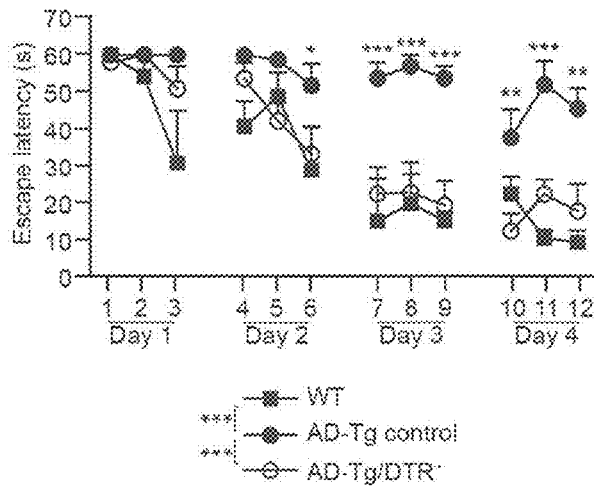 Escape latency (s)
70
60
50
40
30
20
10
0
*
***
***
***
**
***
**
1 2 3 4 5 6 7 8 9 10 11 12
Day 1 Day 2 Day 3 Day 4
WT
***
AD-Tg control
***
AD-Tg/DTR